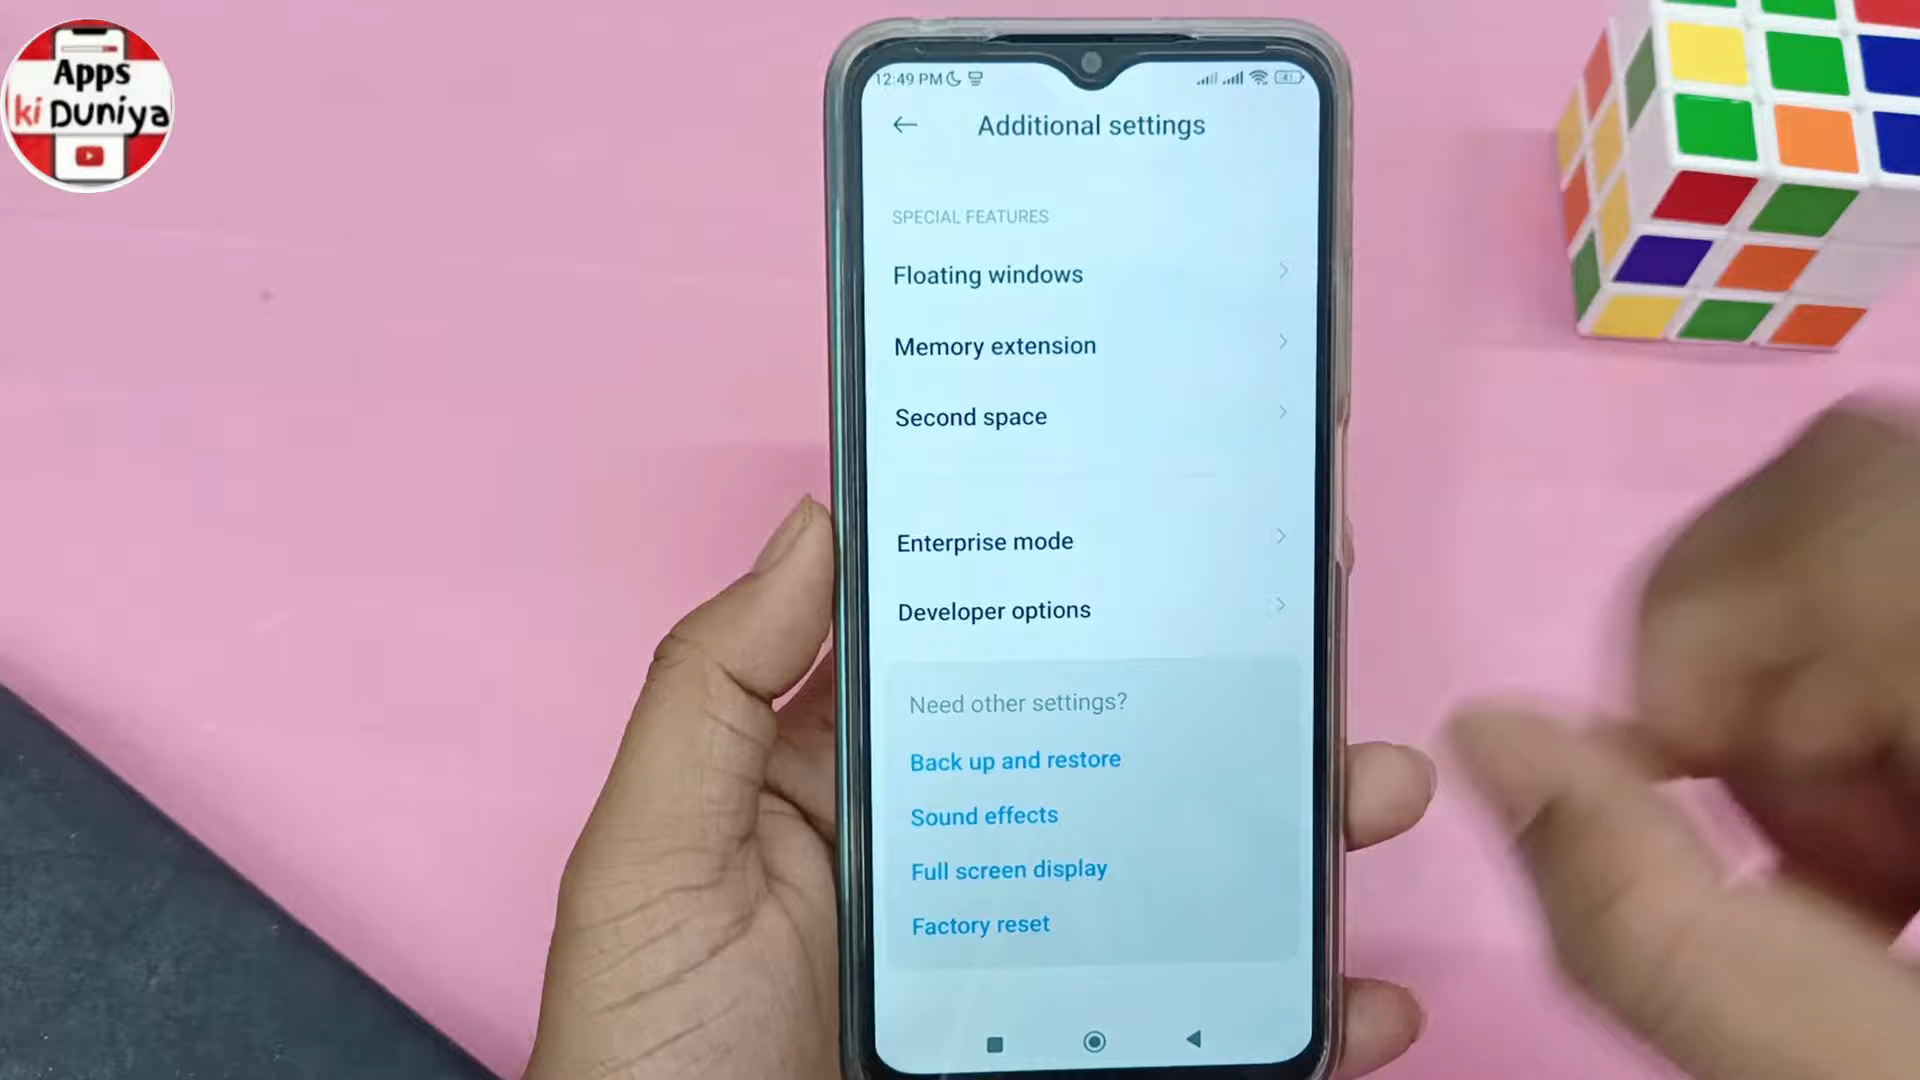 Apps
ki Duniya
12:49 PM
Additional settings
SPECIAL FEATURES
Floating windows
Memory extension
Second space
Enterprise mode
Developer options
Need other settings?
Back up and restore
Sound effects
Full screen display
Factory reset